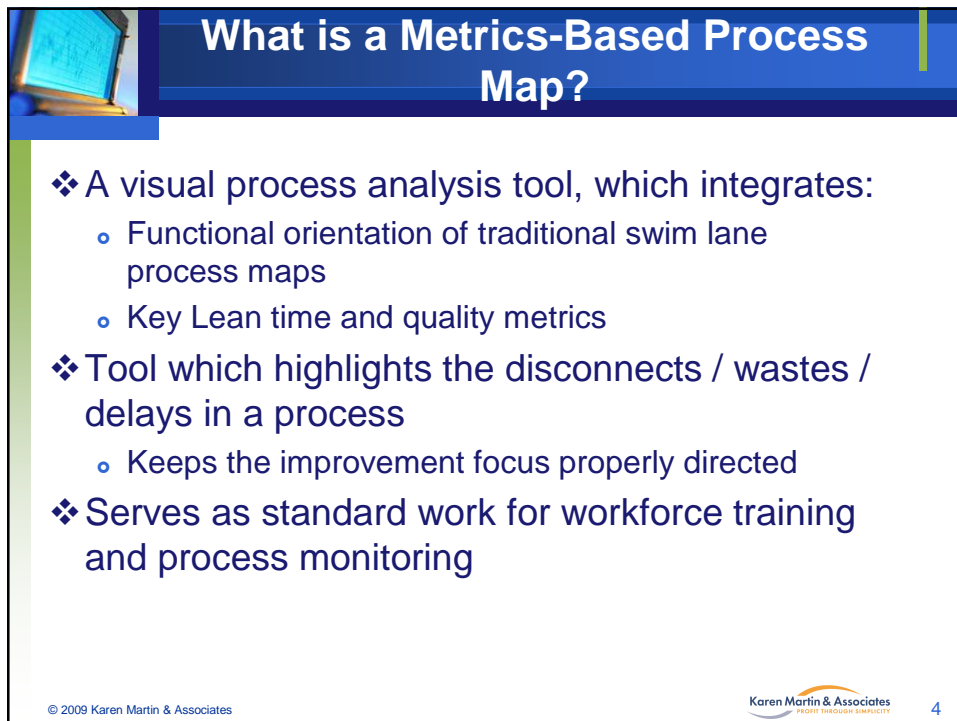 What is a Metrics-Based Process
Map?
❖A visual process analysis tool, which integrates:
Functional orientation of traditional swim lane
process maps
Key Lean time and quality metrics
❖Tool which highlights the disconnects / wastes /
delays in a process
Keeps the improvement focus properly directed
❖Serves as standard work for workforce training
and process monitoring
© 2009 Karen Martin & Associates
Karen Martin & Associates
PROFIT THROUGH SIMPLICITY
4